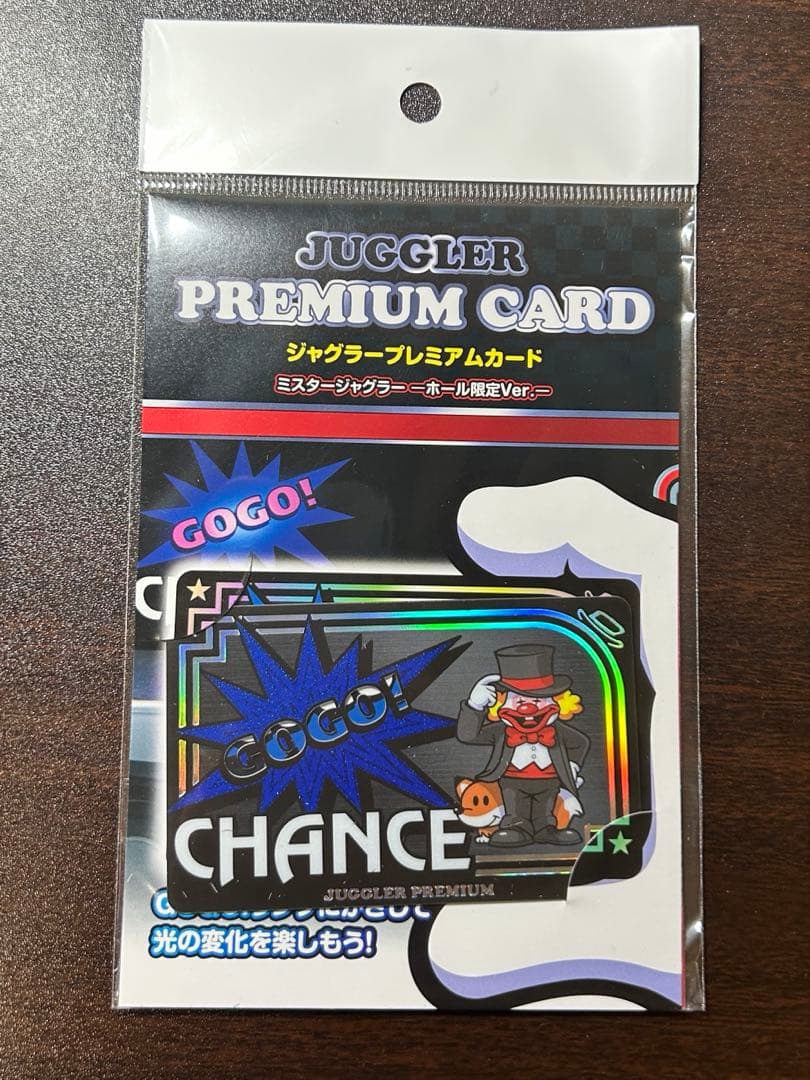 JUGGLER
PREMIUM CARD
ジャグラープレミアムカード
ミスタージャグラー ーホール限定Ver.ー
GOGO!
GOGO!
CHANCE
JUGGLER PREMIUM
光の変化を楽しもう!